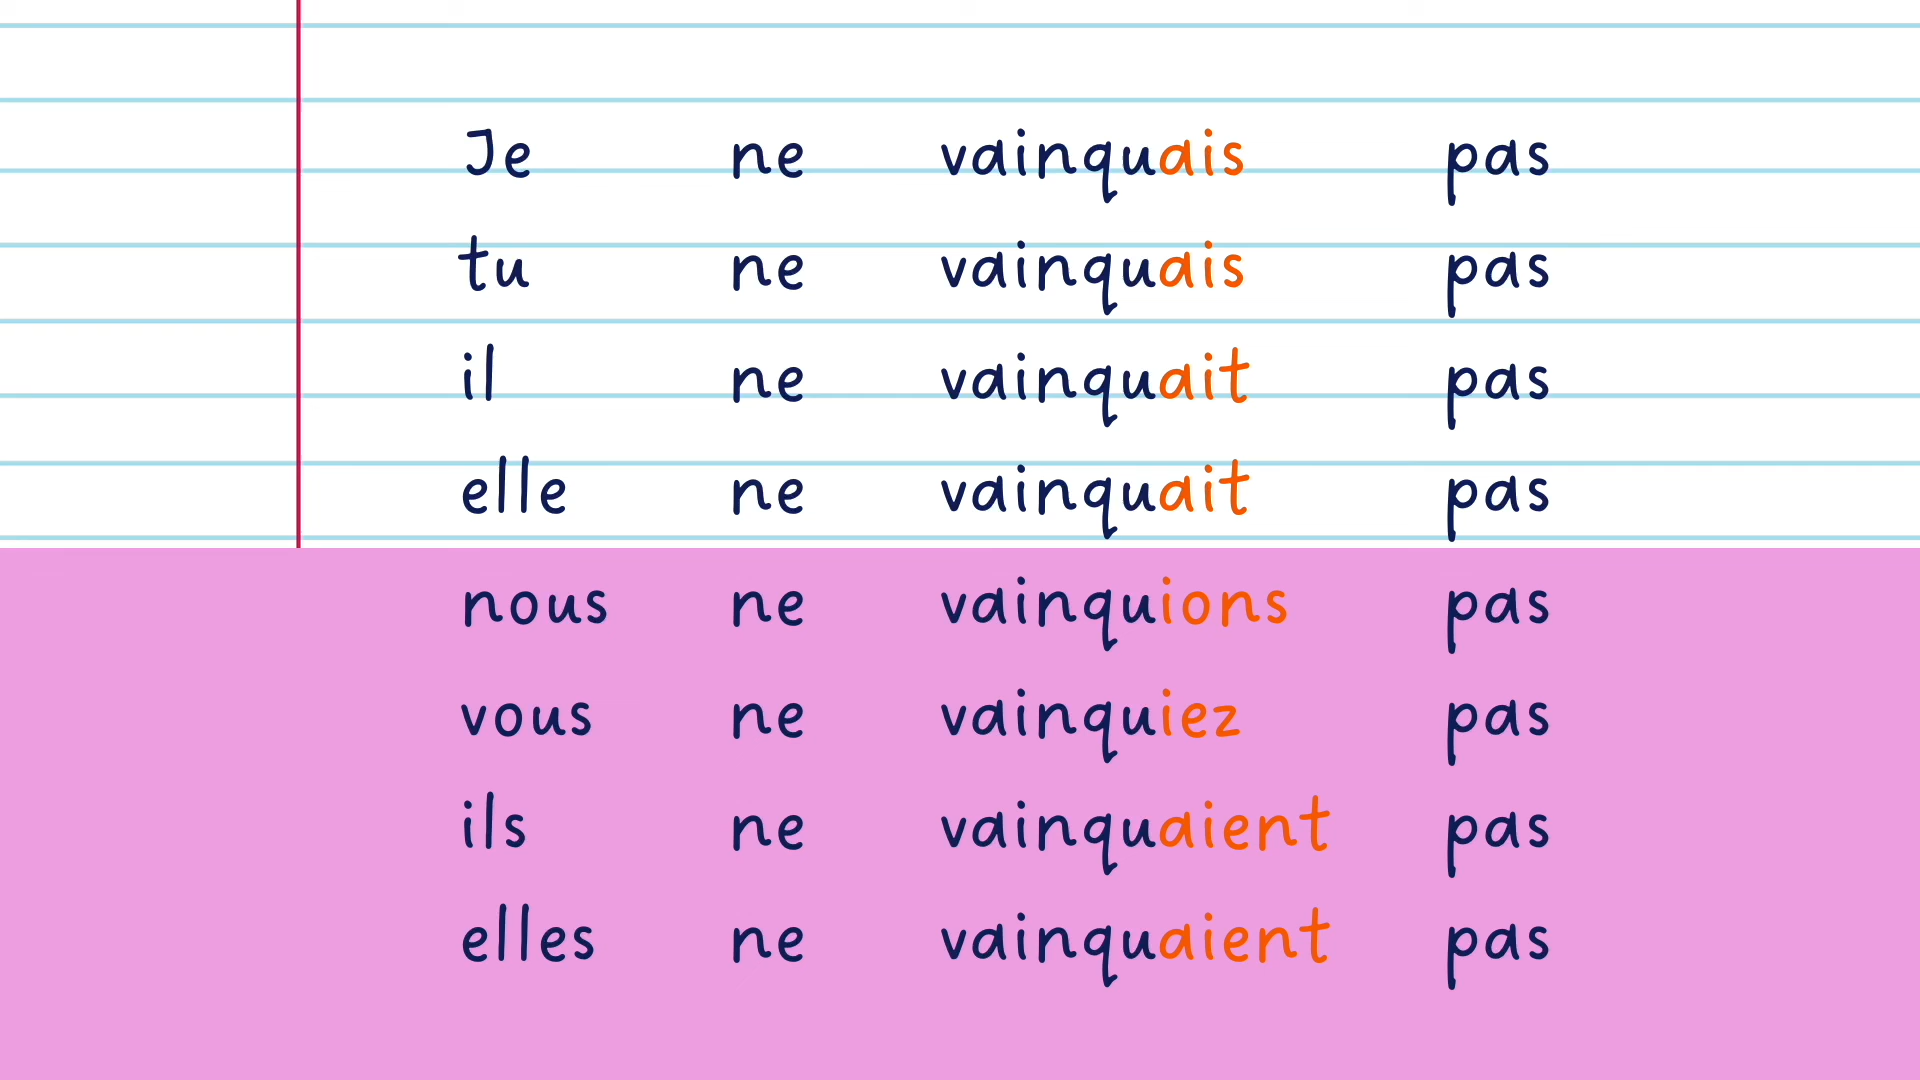 Je ne vainquais pas
tu ne vainquais pas
il ne vainquait pas
elle ne vainquait pas
nous ne vainquions pas
vous ne vainquiez pas
ils ne vainquaient pas
elles ne vainquaient pas